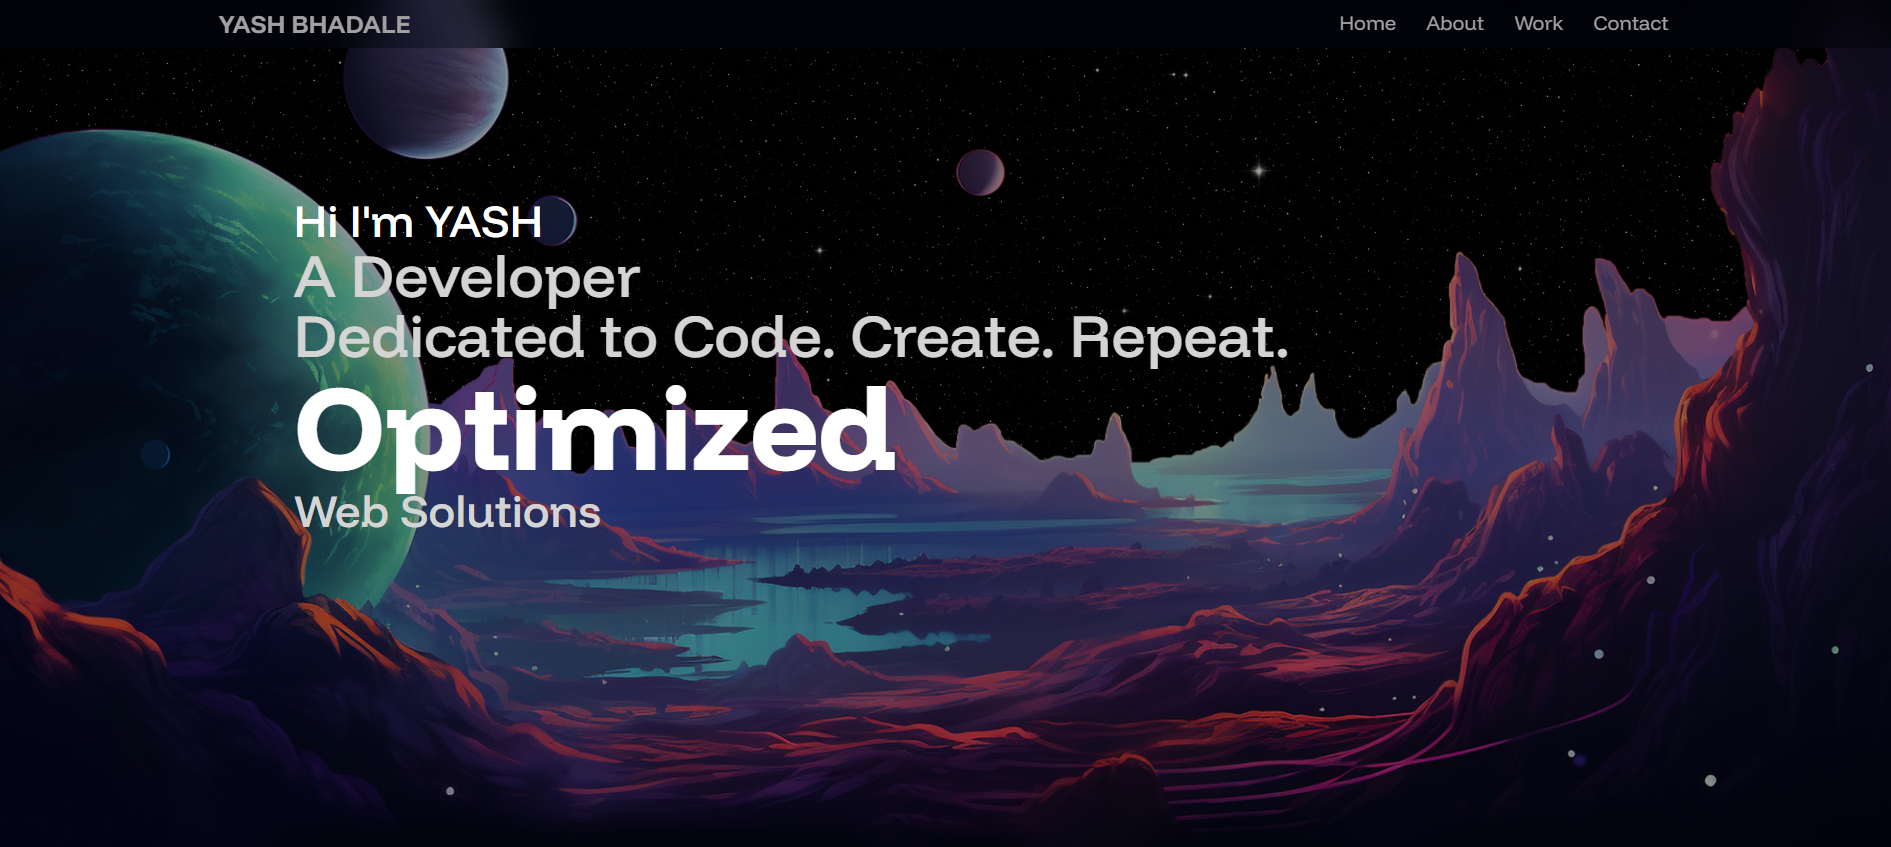 YASH BHADALE
Home About Work Contact
Hi I'm YASH
A Developer
Dedicated to Code. Create. Repeat.
Optimized
Web Solutions